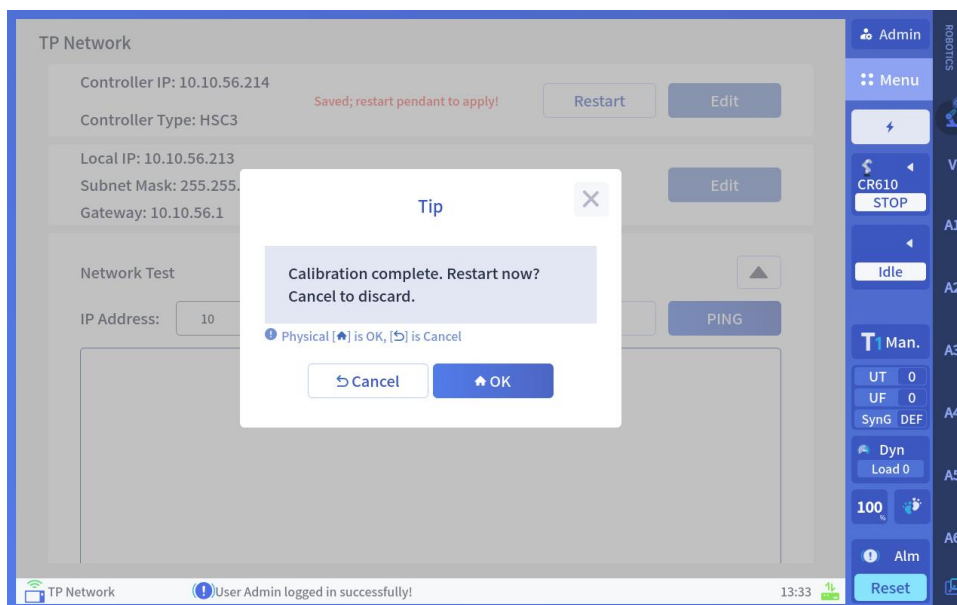 TP Network
Controller IP: 10.10.56.214
Saved; restart pendant to apply!
Restart
Edit
Controller Type: HSC3
Local IP: 10.10.56.213
Subnet Mask: 255.255.
Edit
Gateway: 10.10.56.1
Tip
Calibration complete. Restart now?
Cancel to discard.
Physical [] is OK, [] is Cancel
Cancel
OK
Network Test
IP Address:
10
PING
TP Network
User Admin logged in successfully!
13:33
Admin
Menu
CR610
STOP
Idle
T1 Man.
UT 0
UF 0
SynG DEF
Dyn
Load 0
100 %
Alm
Reset
ROBOTICS
V
A1
A2
A3
A4
A5
A6